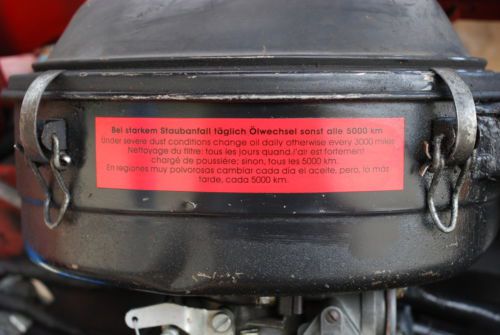 Bei starkem Staubanfall täglich Ölwechsel sonst alle 5000 km
Under severe dust conditions change oil daily otherwise every 3000 miles
Nettoyage du filtre: tous les jours quand l'air est fortement
chargé de poussière; sinon, tous les 5000 km.
En regiones muy polvorosas cambiar cada día el aceite, pero, lo más
tarde, cada 5000 km.